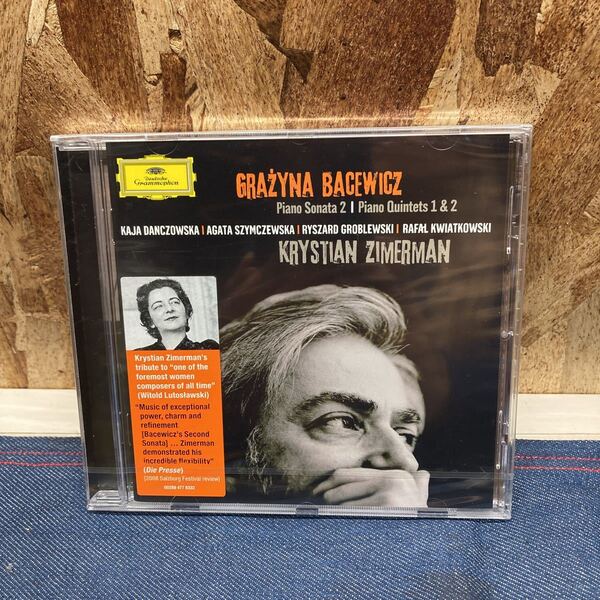 Deutsche
Grammophon
GRAŻYNA BACEWICZ
Piano Sonata 2 | Piano Quintets 1 & 2
KAJA DANCZOWSKA | AGATA SZYMCZEWSKA | RYSZARD GROBLEWSKI | RAFAŁ KWIATKOWSKI
KRYSTIAN ZIMERMAN
Krystian Zimerman's
tribute to "one of the
foremost women
composers of all time"
(Witold Lutosławski)
"Music of exceptional
power, charm and
refinement
[Bacewicz's Second
Sonata] ... Zimerman
demonstrated his
incredible flexibility"
(Die Presse)
[2008 Salzburg Festival review]
00289 477 8332